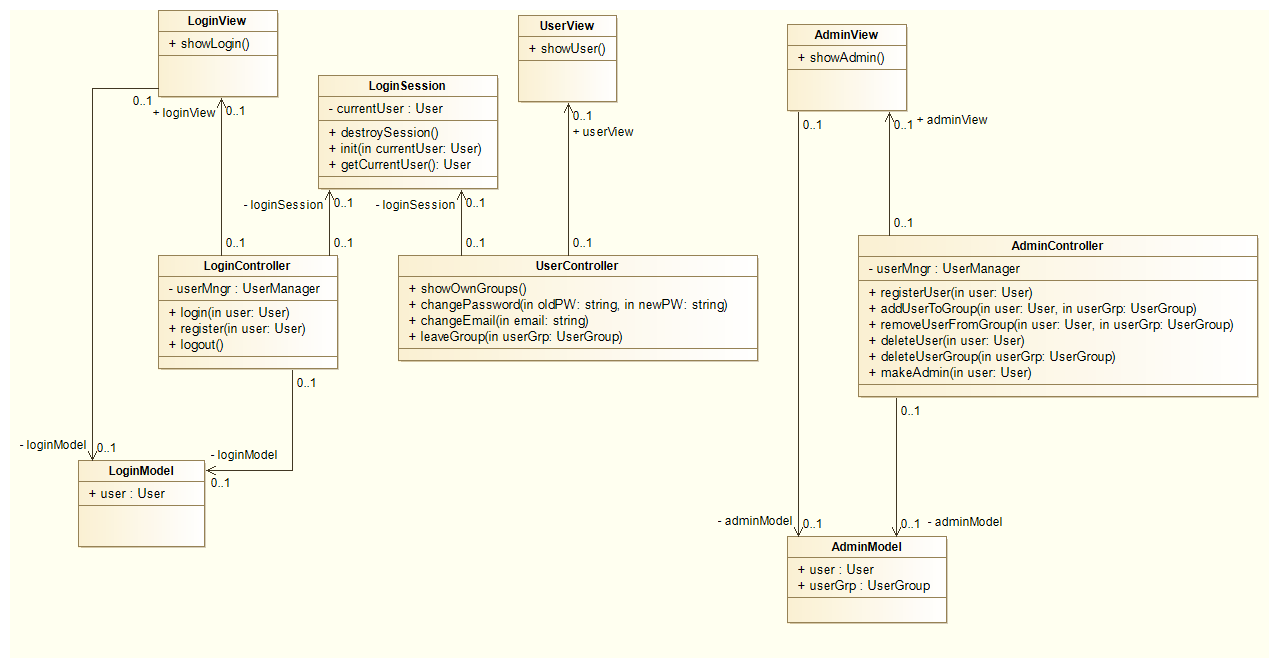 LoginView
+ showLogin()
UserView
+ showUser()
AdminView
+ showAdmin()
LoginSession
- currentUser : User
+ destroySession()
+ init(in currentUser: User)
+ getCurrentUser(): User
0..1
+ loginView
0..1
0..1
+ userView
0..1
0..1
+ adminView
- loginSession
0..1
- loginSession
0..1
0..1
0..1
0..1
0..1
0..1
LoginController
- userMngr : UserManager
+ login(in user: User)
+ register(in user: User)
+ logout()
UserController
+ showOwnGroups()
+ changePassword(in oldPW: string, in newPW: string)
+ changeEmail(in email: string)
+ leaveGroup(in userGrp: UserGroup)
AdminController
- userMngr : UserManager
+ registerUser(in user: User)
+ addUserToGroup(in user: User, in userGrp: UserGroup)
+ removeUserFromGroup(in user: User, in userGrp: UserGroup)
+ deleteUser(in user: User)
+ deleteUserGroup(in userGrp: UserGroup)
+ makeAdmin(in user: User)
0..1
0..1
- loginModel
0..1
- loginModel
0..1
LoginModel
+ user : User
- adminModel
0..1
0..1
- adminModel
AdminModel
+ user : User
+ userGrp : UserGroup